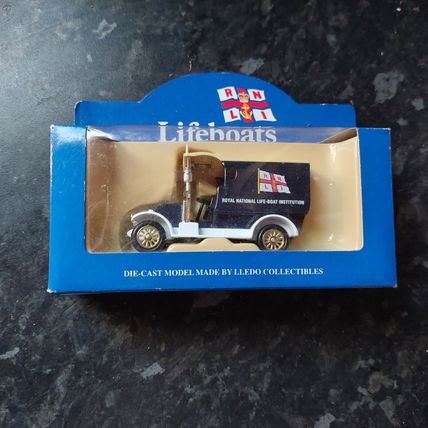 R N
L I
Lifeboats
R N
L I
ROYAL NATIONAL LIFE-BOAT INSTITUTION
DIE-CAST MODEL MADE BY LLEDO COLLECTIBLES